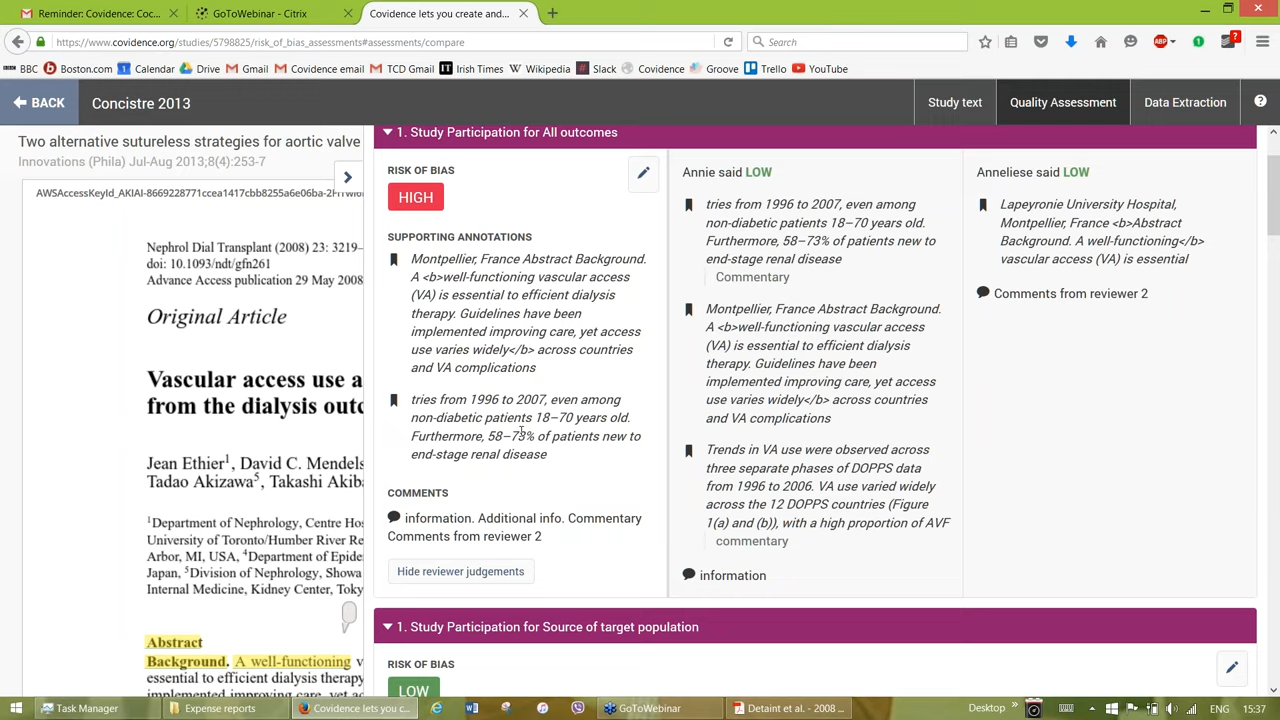 Reminder: Covidence: Coc...
GoToWebinar - Citrix
Covidence lets you create and...
https://www.covidence.org/studies/5798825/risk_of_bias_assessments#assessments/compare
Search
ABP
1
?
BBC
Boston.com
Calendar
Drive
Gmail
Covidence email
TCD Gmail
Irish Times
Wikipedia
Slack
Covidence
Groove
Trello
YouTube
BACK
Concistre 2013
Study text
Quality Assessment
Data Extraction
Two alternative sutureless strategies for aortic valve
Innovations (Phila) Jul-Aug 2013;8(4):253-7
Nephrol Dial Transplant (2008) 23: 3219–
doi: 10.1093/ndt/gfn261
Advance Access publication 29 May 2008
Original Article
Vascular access use a
from the dialysis outc
Jean Ethier1, David C. Mendels
Tadao Akizawa5, Takashi Akiba
1Department of Nephrology, Centre Hos
University of Toronto/Humber River Re
Arbor, MI, USA, 4Department of Epide
Japan, 5Division of Nephrology, Showa
Internal Medicine, Kidney Center, Toky
Abstract
Background. A well-functioning v
essential to efficient dialysis therapy
implemented improving care, yet ac
1. Study Participation for All outcomes
RISK OF BIAS
HIGH
SUPPORTING ANNOTATIONS
Montpellier, France Abstract Background.
A <b>well-functioning vascular access
(VA) is essential to efficient dialysis
therapy. Guidelines have been
implemented improving care, yet access
use varies widely</b> across countries
and VA complications
tries from 1996 to 2007, even among
non-diabetic patients 18–70 years old.
Furthermore, 58–73% of patients new to
end-stage renal disease
COMMENTS
information. Additional info. Commentary
Comments from reviewer 2
Hide reviewer judgements
Annie said LOW
tries from 1996 to 2007, even among
non-diabetic patients 18–70 years old.
Furthermore, 58–73% of patients new to
end-stage renal disease
Commentary
Montpellier, France Abstract Background.
A <b>well-functioning vascular access
(VA) is essential to efficient dialysis
therapy. Guidelines have been
implemented improving care, yet access
use varies widely</b> across countries
and VA complications
Trends in VA use were observed across
three separate phases of DOPPS data
from 1996 to 2006. VA use varied widely
across the 12 DOPPS countries (Figure
1(a) and (b)), with a high proportion of AVF
commentary
information
Anneliese said LOW
Lapeyronie University Hospital,
Montpellier, France <b>Abstract
Background. A well-functioning</b>
vascular access (VA) is essential
Comments from reviewer 2
1. Study Participation for Source of target population
RISK OF BIAS
LOW
Task Manager
Expense reports
Covidence lets you c...
GoToWebinar
Detaint et al. - 2008 ...
Desktop
ENG
15:37